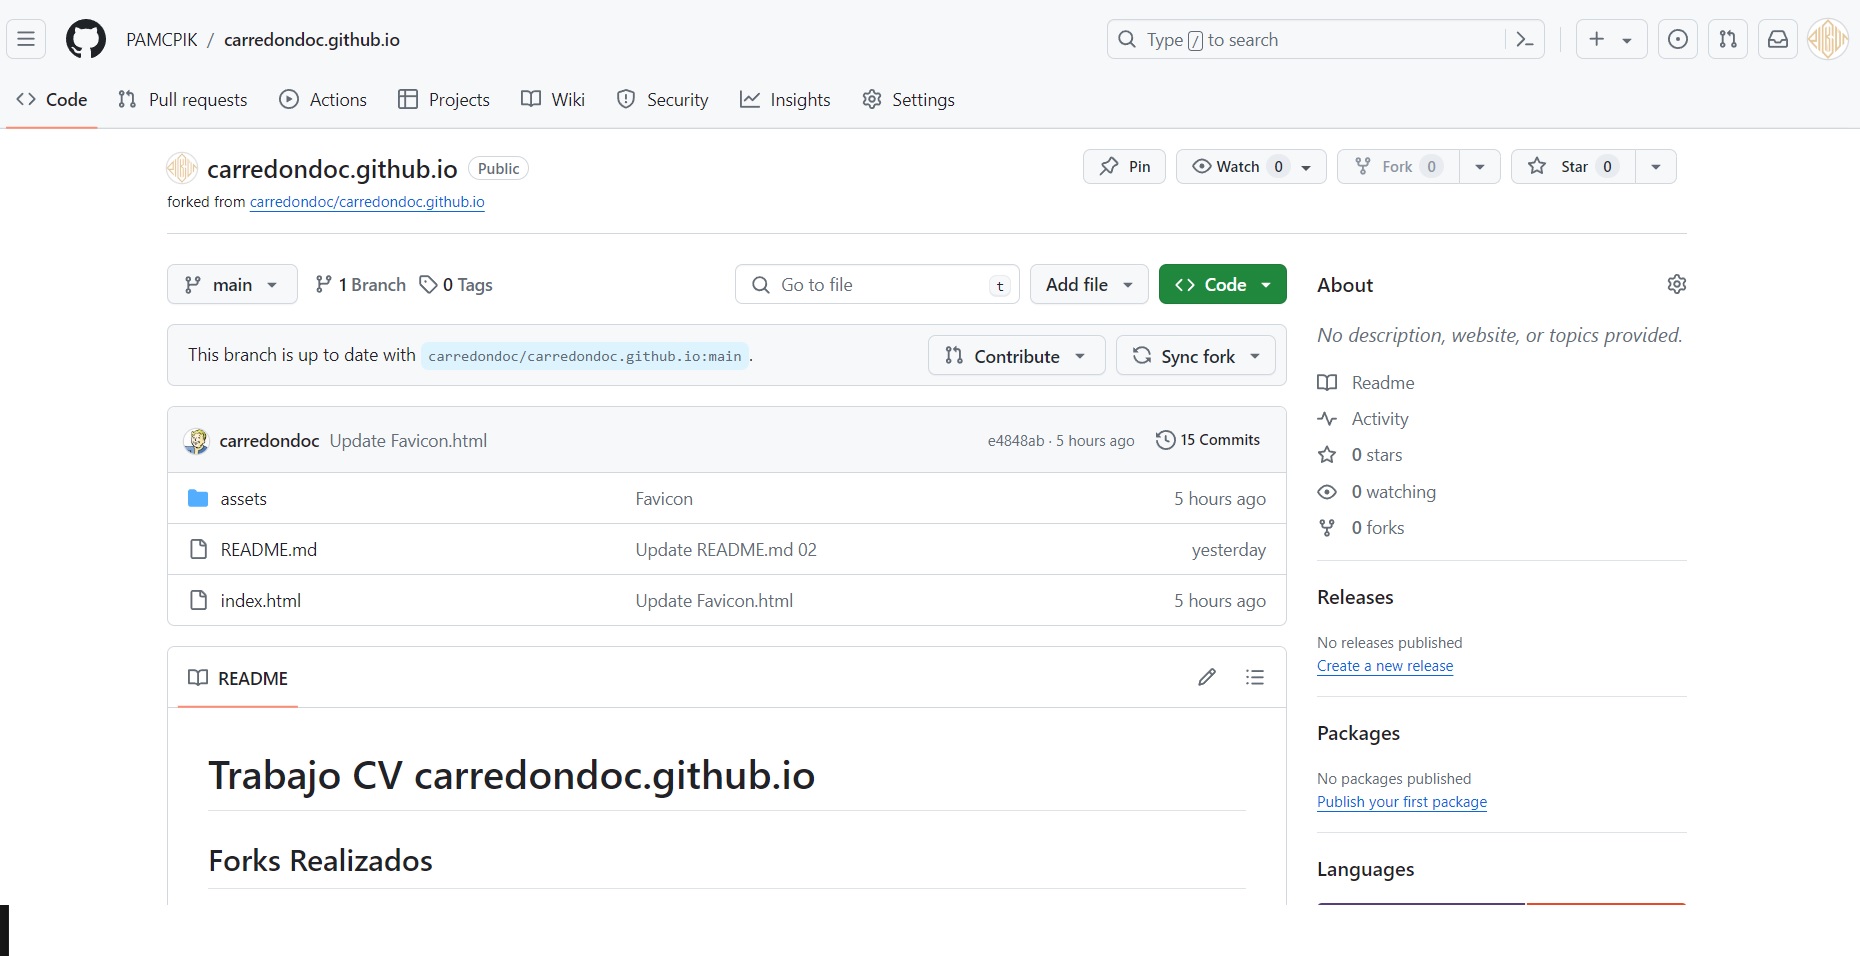 PAMCPIK / carredondoc.github.io
Type / to search
Code Pull requests Actions Projects Wiki Security Insights Settings
carredondoc.github.io Public
Pin Watch 0 Fork 0 Star 0
forked from carredondoc/carredondoc.github.io
main 1 Branch 0 Tags Go to file t Add file Code
This branch is up to date with carredondoc/carredondoc.github.io:main .
Contribute Sync fork
carredondoc Update Favicon.html e4848ab · 5 hours ago 15 Commits
assets Favicon 5 hours ago
README.md Update README.md 02 yesterday
index.html Update Favicon.html 5 hours ago
README
Trabajo CV carredondoc.github.io
Forks Realizados
About
No description, website, or topics provided.
Readme
Activity
0 stars
0 watching
0 forks
Releases
No releases published
Create a new release
Packages
No packages published
Publish your first package
Languages